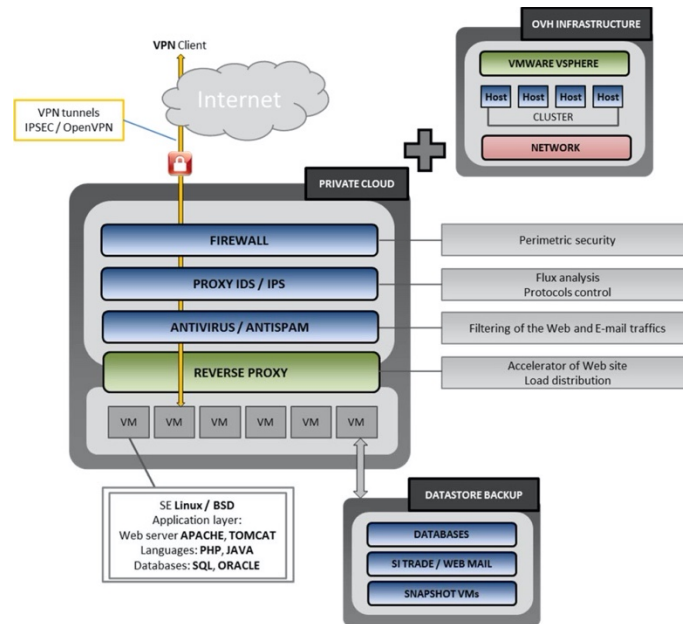 OVH INFRASTRUCTURE
VMWARE VSPHERE
Host Host Host Host
CLUSTER
NETWORK
VPN Client
Internet
VPN tunnels
IPSEC / OpenVPN
PRIVATE CLOUD
FIREWALL
Perimetric security
PROXY IDS / IPS
Flux analysis
Protocols control
ANTIVIRUS / ANTISPAM
Filtering of the Web and E-mail traffics
REVERSE PROXY
Accelerator of Web site
Load distribution
VM VM VM VM VM VM
SE Linux / BSD
Application layer:
Web server APACHE, TOMCAT
Languages: PHP, JAVA
Databases: SQL, ORACLE
DATASTORE BACKUP
DATABASES
SI TRADE / WEB MAIL
SNAPSHOT VMs